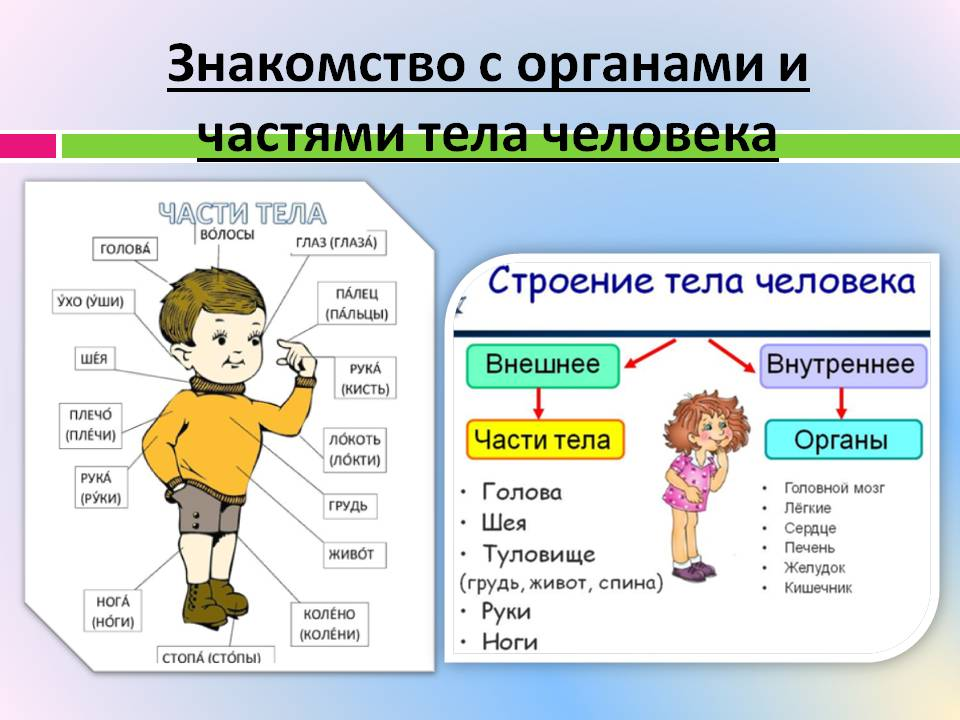 Знакомство с органами и
частями тела человека
ЧАСТИ ТЕЛА
ВО́ЛОСЫ
ГОЛОВА́
ГЛАЗ (ГЛАЗА́)
У́ХО (У́ШИ)
ПА́ЛЕЦ
(ПА́ЛЬЦЫ)
ШЕ́Я
РУКА́
(КИСТЬ)
ПЛЕЧО́
(ПЛЕ́ЧИ)
ЛО́КОТЬ
(ЛО́КТИ)
РУКА́
(РУ́КИ)
ГРУДЬ
ЖИВО́Т
НОГА́
(НО́ГИ)
КОЛЕ́НО
(КОЛЕ́НИ)
СТОПА́ (СТО́ПЫ)
Строение тела человека
Внешнее
Внутреннее
Части тела
Органы
• Голова
• Шея
• Туловище
(грудь, живот, спина)
• Руки
• Ноги
• Головной мозг
• Лёгкие
• Сердце
• Печень
• Желудок
• Кишечник